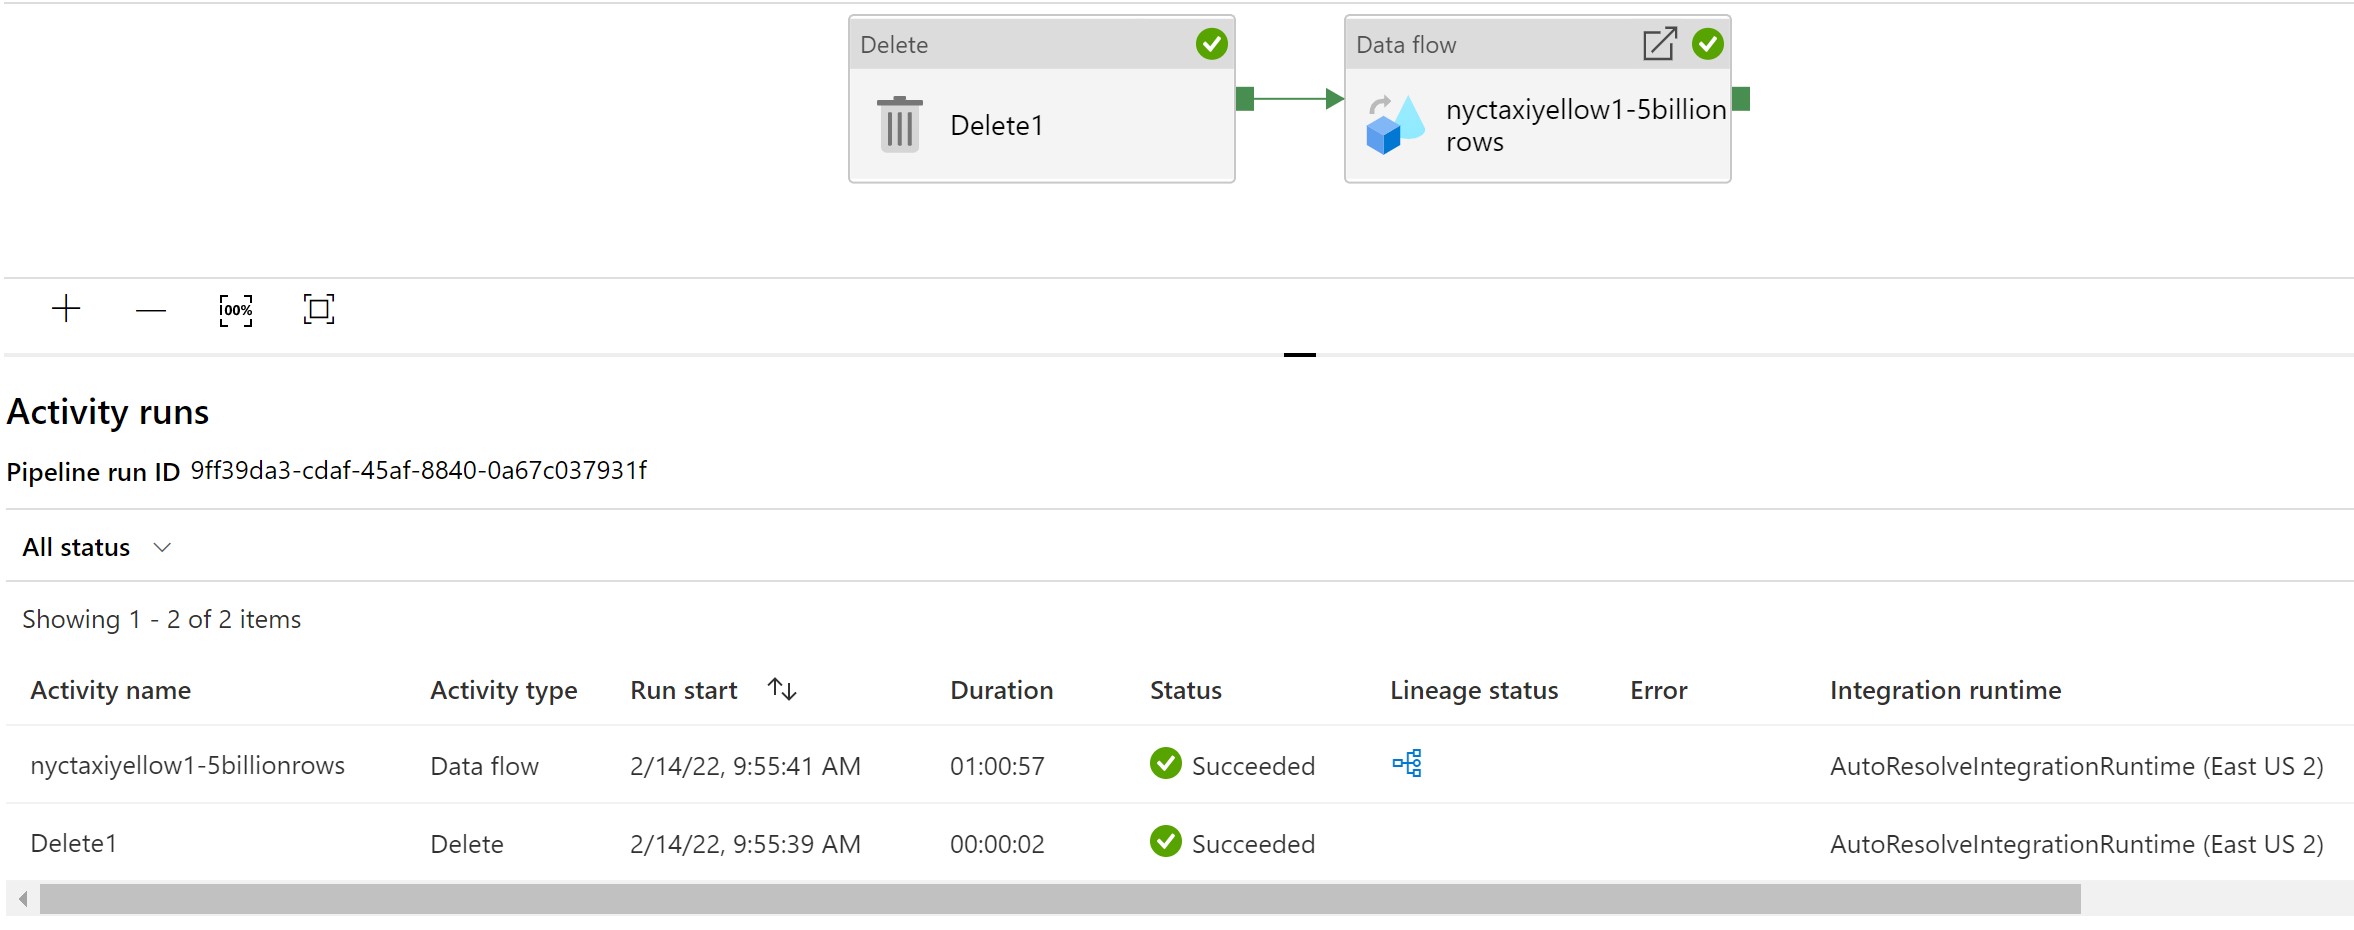 Delete
Data flow
Delete1
nyctaxiyellow1-5billion
rows
00%
Activity runs
Pipeline run ID 9ff39da3-cdaf-45af-8840-0a67c037931f
All status
Showing 1 - 2 of 2 items
Activity name Activity type Run start Duration Status Lineage status Error Integration runtime
nyctaxiyellow1-5billionrows Data flow 2/14/22, 9:55:41 AM 01:00:57 Succeeded AutoResolveIntegrationRuntime (East US 2)
Delete1 Delete 2/14/22, 9:55:39 AM 00:00:02 Succeeded AutoResolveIntegrationRuntime (East US 2)